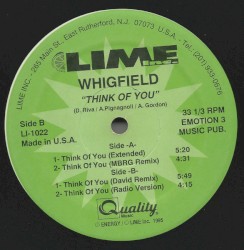 LIME INC. - 265 Main St., East Rutherford, N.J. 07073 - U.S.A. - Tel: (201) 933-0676
LIME
WHIGFIELD
"THINK OF YOU"
(D. Riva / A.Pignagnoli / A. Gordon)
Side B
LI-1022
Made in U.S.A.
33 1/3 RPM
EMOTION 3
MUSIC PUB.
Side -A-
1- Think Of You (Extended) 5:20
2- Think Of You (MBRG Remix) 4:31
Side -B-
1- Think Of You (David Remix) 5:49
2- Think Of You (Radio Version) 4:15
Quality
Music
ⓟ ENERGY / ⓒ LIME Inc.